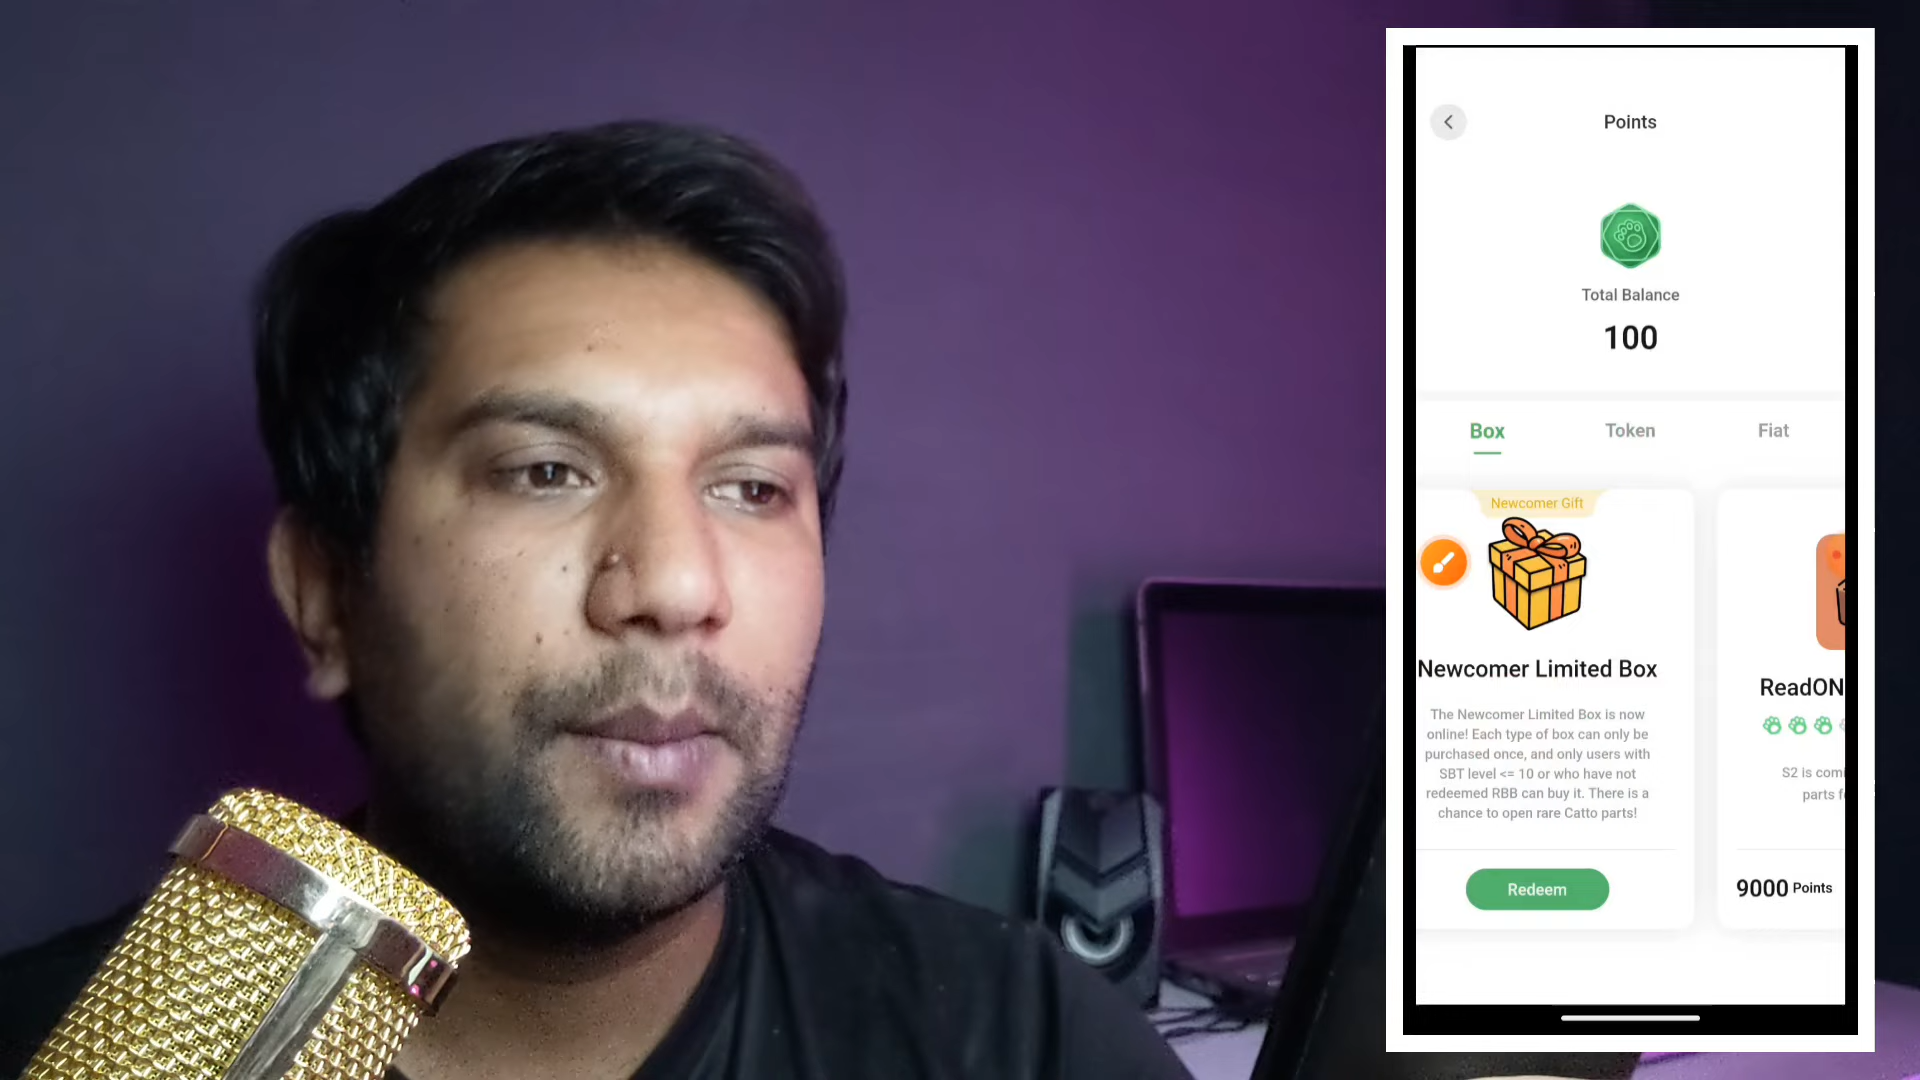 Points
Total Balance
100
Box
Token
Fiat
Newcomer Gift
Newcomer Limited Box
The Newcomer Limited Box is now
online! Each type of box can only be
purchased once, and only users with
SBT level <= 10 or who have not
redeemed RBB can buy it. There is a
chance to open rare Catto parts!
Redeem
ReadON
S2 is comi
parts f
9000 Points